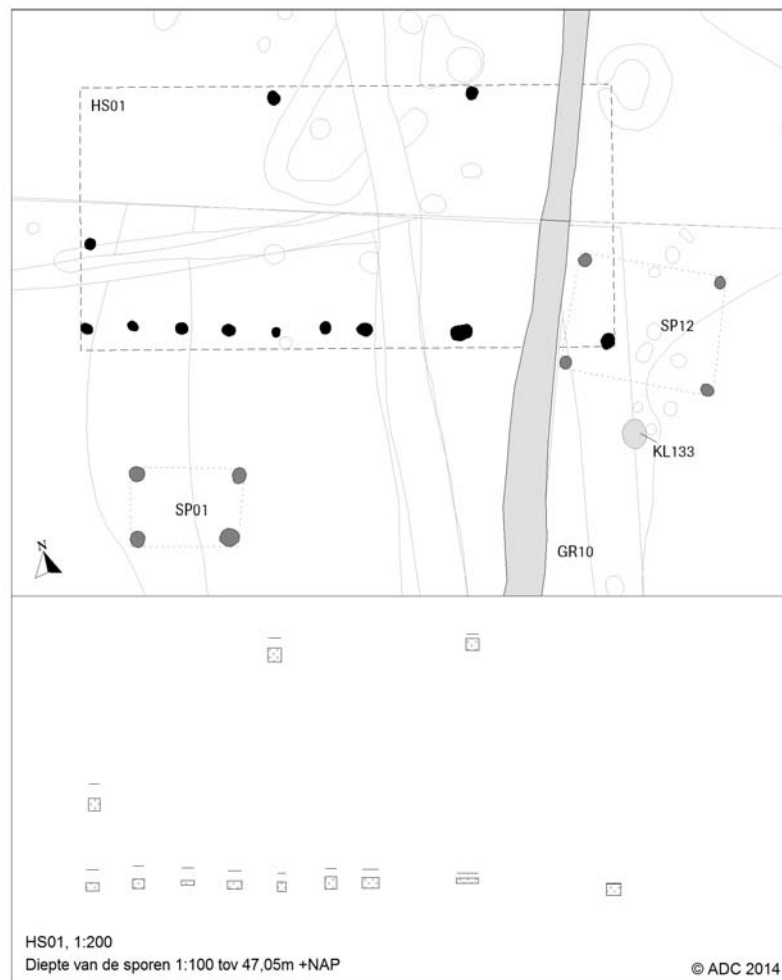 HS01
SP12
KL133
SP01
GR10
N
HS01, 1:200
Diepte van de sporen 1:100 tov 47,05m +NAP
© ADC 2014